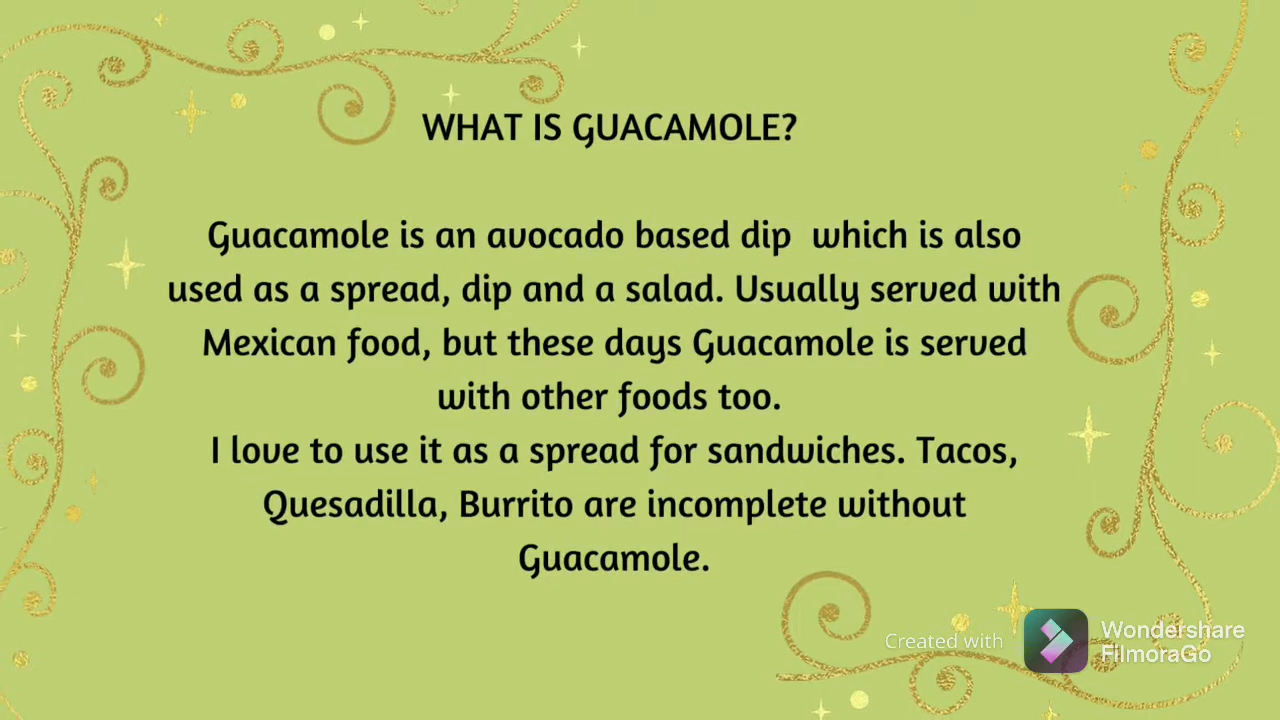 WHAT IS GUACAMOLE?
Guacamole is an avocado based dip which is also
used as a spread, dip and a salad. Usually served with
Mexican food, but these days Guacamole is served
with other foods too.
I love to use it as a spread for sandwiches. Tacos,
Quesadilla, Burrito are incomplete without
Guacamole.
Created with
Wondershare
FilmoraGo